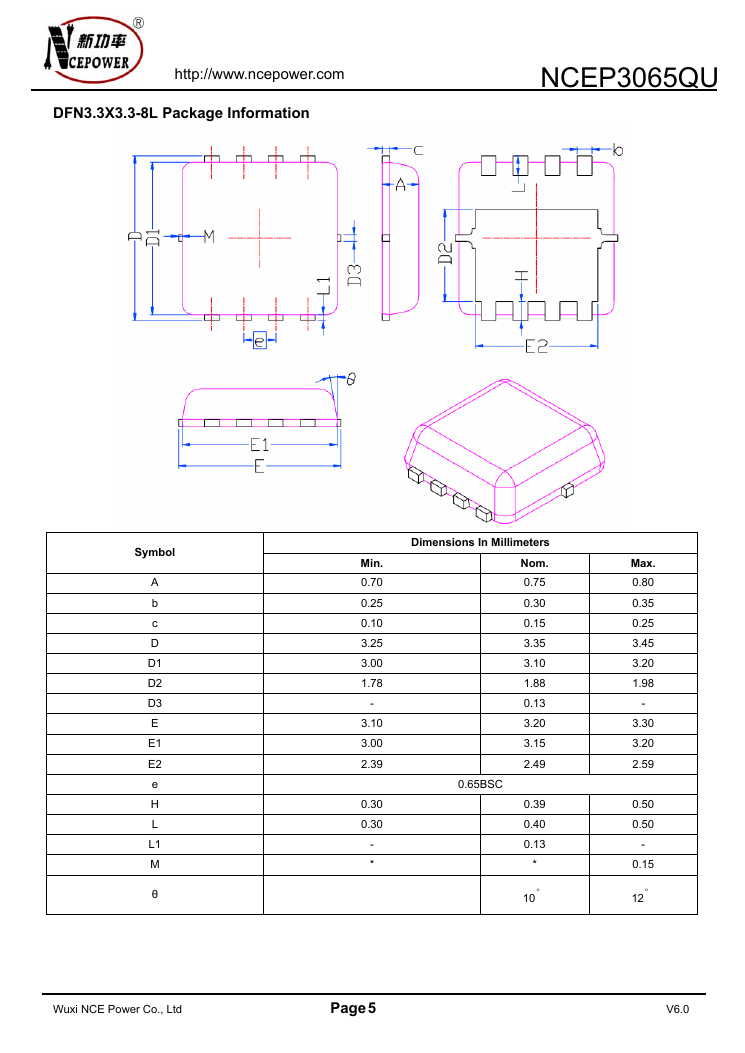 新功率
NCEPOWER
®
http://www.ncepower.com
NCEP3065QU
DFN3.3X3.3-8L Package Information
c
b
A
L
D
D1
M
D2
D3
L1
H
e
E2
θ
E1
E
Symbol
Dimensions In Millimeters
Min. Nom. Max.
A 0.70 0.75 0.80
b 0.25 0.30 0.35
c 0.10 0.15 0.25
D 3.25 3.35 3.45
D1 3.00 3.10 3.20
D2 1.78 1.88 1.98
D3 - 0.13 -
E 3.10 3.20 3.30
E1 3.00 3.15 3.20
E2 2.39 2.49 2.59
e 0.65BSC
H 0.30 0.39 0.50
L 0.30 0.40 0.50
L1 - 0.13 -
M * * 0.15
θ 10° 12°
Wuxi NCE Power Co., Ltd Page 5 V6.0